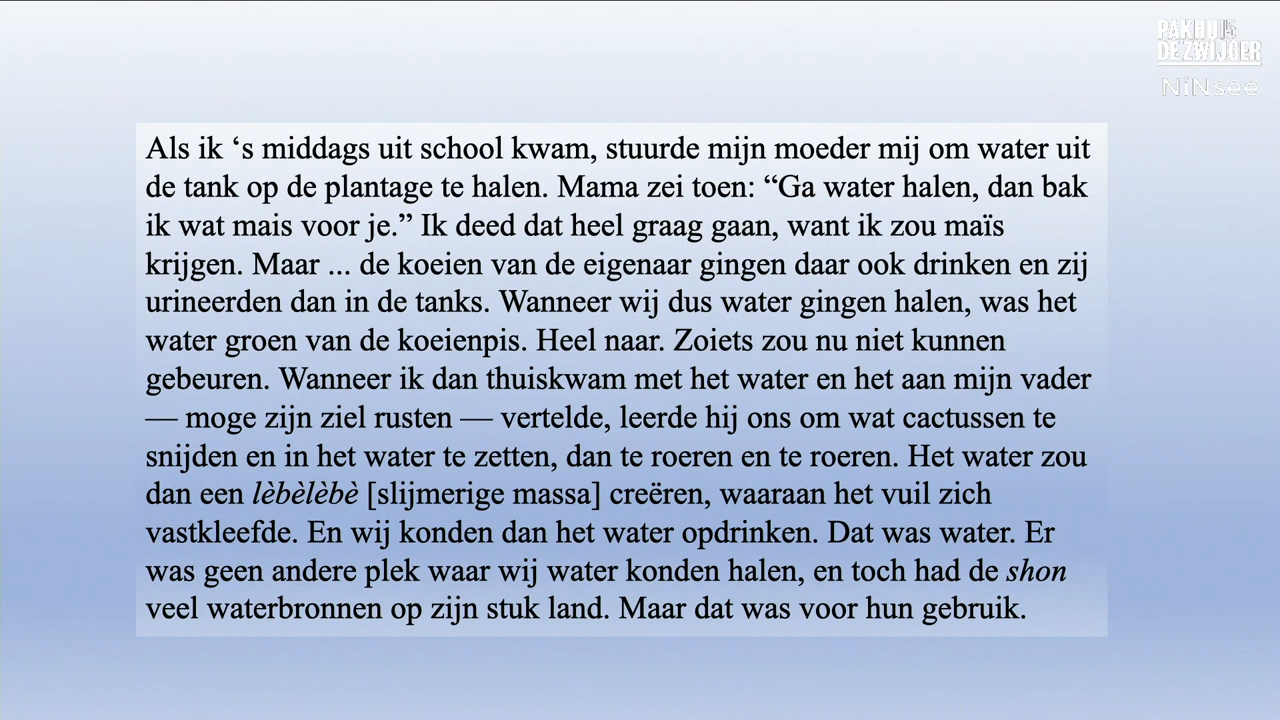 PAKHUIS
DE ZWIJGER
NiNsee
Als ik ‘s middags uit school kwam, stuurde mijn moeder mij om water uit
de tank op de plantage te halen. Mama zei toen: “Ga water halen, dan bak
ik wat mais voor je.” Ik deed dat heel graag gaan, want ik zou maïs
krijgen. Maar ... de koeien van de eigenaar gingen daar ook drinken en zij
urineerden dan in de tanks. Wanneer wij dus water gingen halen, was het
water groen van de koeienpis. Heel naar. Zoiets zou nu niet kunnen
gebeuren. Wanneer ik dan thuiskwam met het water en het aan mijn vader
— moge zijn ziel rusten — vertelde, leerde hij ons om wat cactussen te
snijden en in het water te zetten, dan te roeren en te roeren. Het water zou
dan een lèbèlèbè [slijmerige massa] creëren, waaraan het vuil zich
vastkleefde. En wij konden dan het water opdrinken. Dat was water. Er
was geen andere plek waar wij water konden halen, en toch had de shon
veel waterbronnen op zijn stuk land. Maar dat was voor hun gebruik.